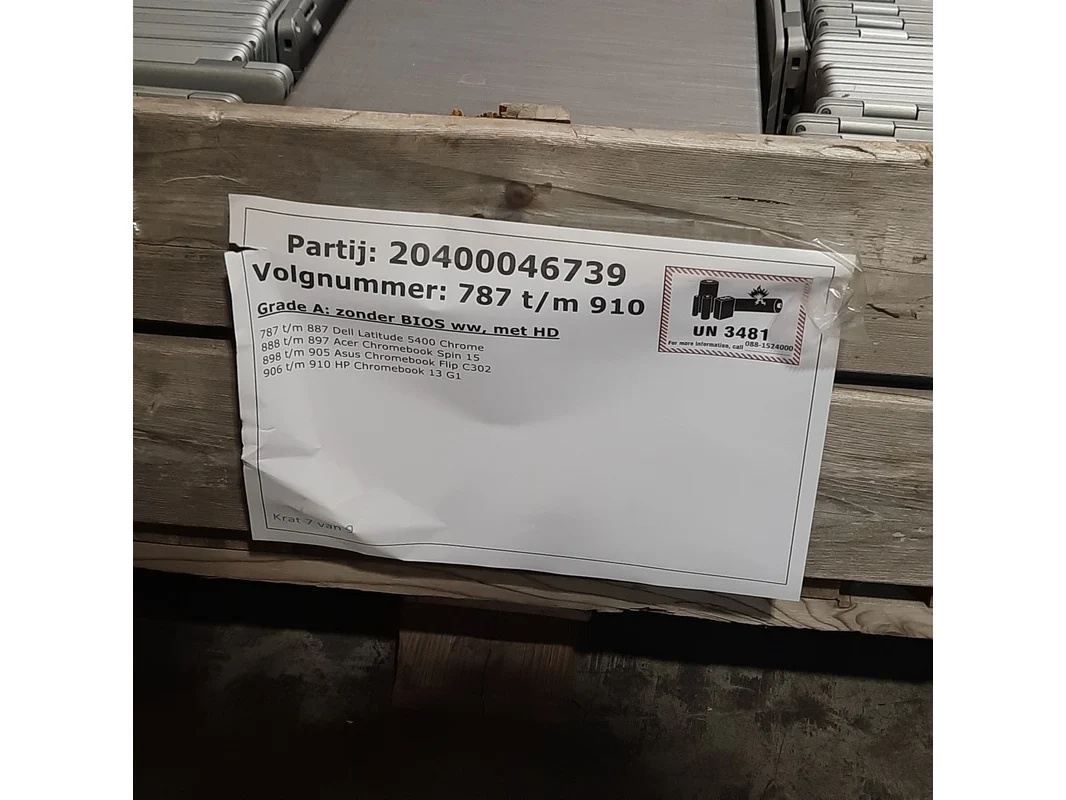 Partij: 20400046739
Volgnummer: 787 t/m 910
Grade A: zonder BIOS ww, met HD
787 t/m 887 Dell Latitude 5400 Chrome
888 t/m 897 Acer Chromebook Spin 15
898 t/m 905 Asus Chromebook Flip C302
906 t/m 910 HP Chromebook 13 G1
UN 3481
For more information, call 088-1524000
Krat 7 van 9